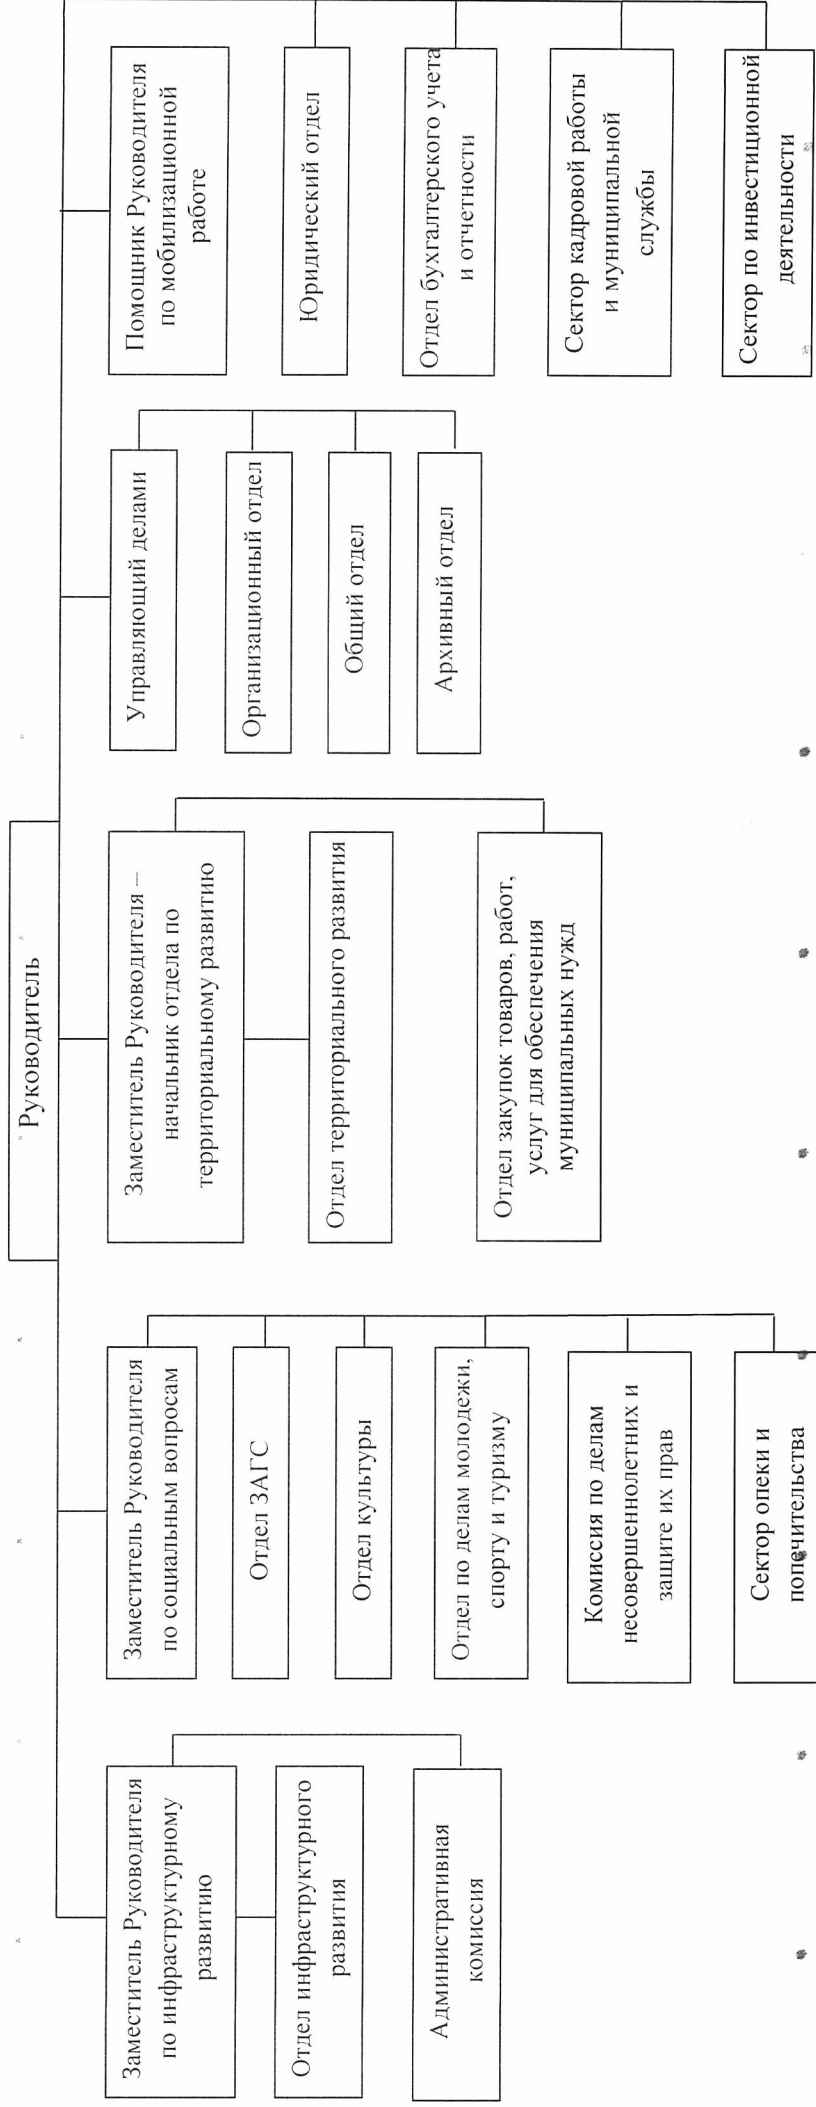 Руководитель
Заместитель Руководителя
по инфраструктурному
развитию
Отдел инфраструктурного
развития
Административная
комиссия
Заместитель Руководителя
по социальным вопросам
Отдел ЗАГС
Отдел культуры
Отдел по делам молодежи,
спорту и туризму
Комиссия по делам
несовершеннолетних и
защите их прав
Сектор опеки и
попечительства
Заместитель Руководителя –
начальник отдела по
территориальному развитию
Отдел территориального развития
Отдел закупок товаров, работ,
услуг для обеспечения
муниципальных нужд
Управляющий делами
Организационный отдел
Общий отдел
Архивный отдел
Помощник Руководителя
по мобилизационной
работе
Юридический отдел
Отдел бухгалтерского учета
и отчетности
Сектор кадровой работы
и муниципальной
службы
Сектор по инвестиционной
деятельности